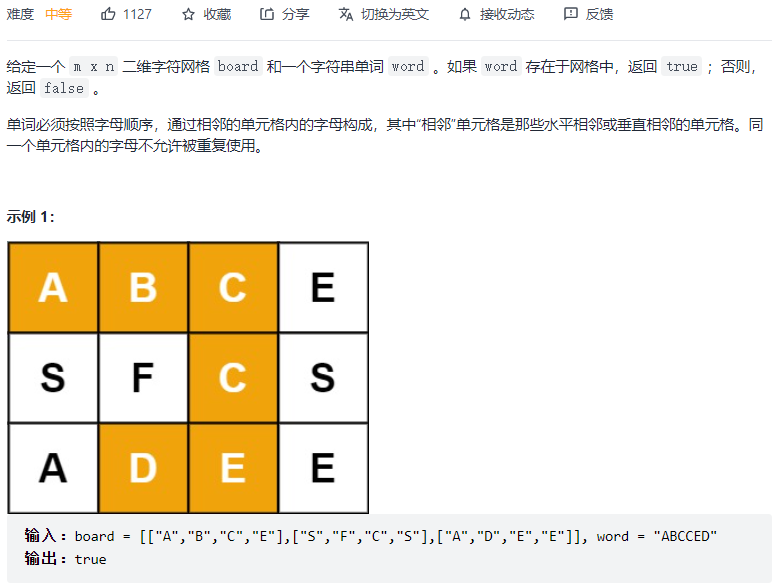 难度 中等 1127 收藏 分享 切换为英文 接收动态 反馈
给定一个 m x n 二维字符网格 board 和一个字符串单词 word 。如果 word 存在于网格中，返回 true ；否则，
返回 false 。
单词必须按照字母顺序，通过相邻的单元格内的字母构成，其中“相邻”单元格是那些水平相邻或垂直相邻的单元格。同
一个单元格内的字母不允许被重复使用。
示例 1：
A B C E
S F C S
A D E E
输入：board = [["A","B","C","E"],["S","F","C","S"],["A","D","E","E"]], word = "ABCCED"
输出：true